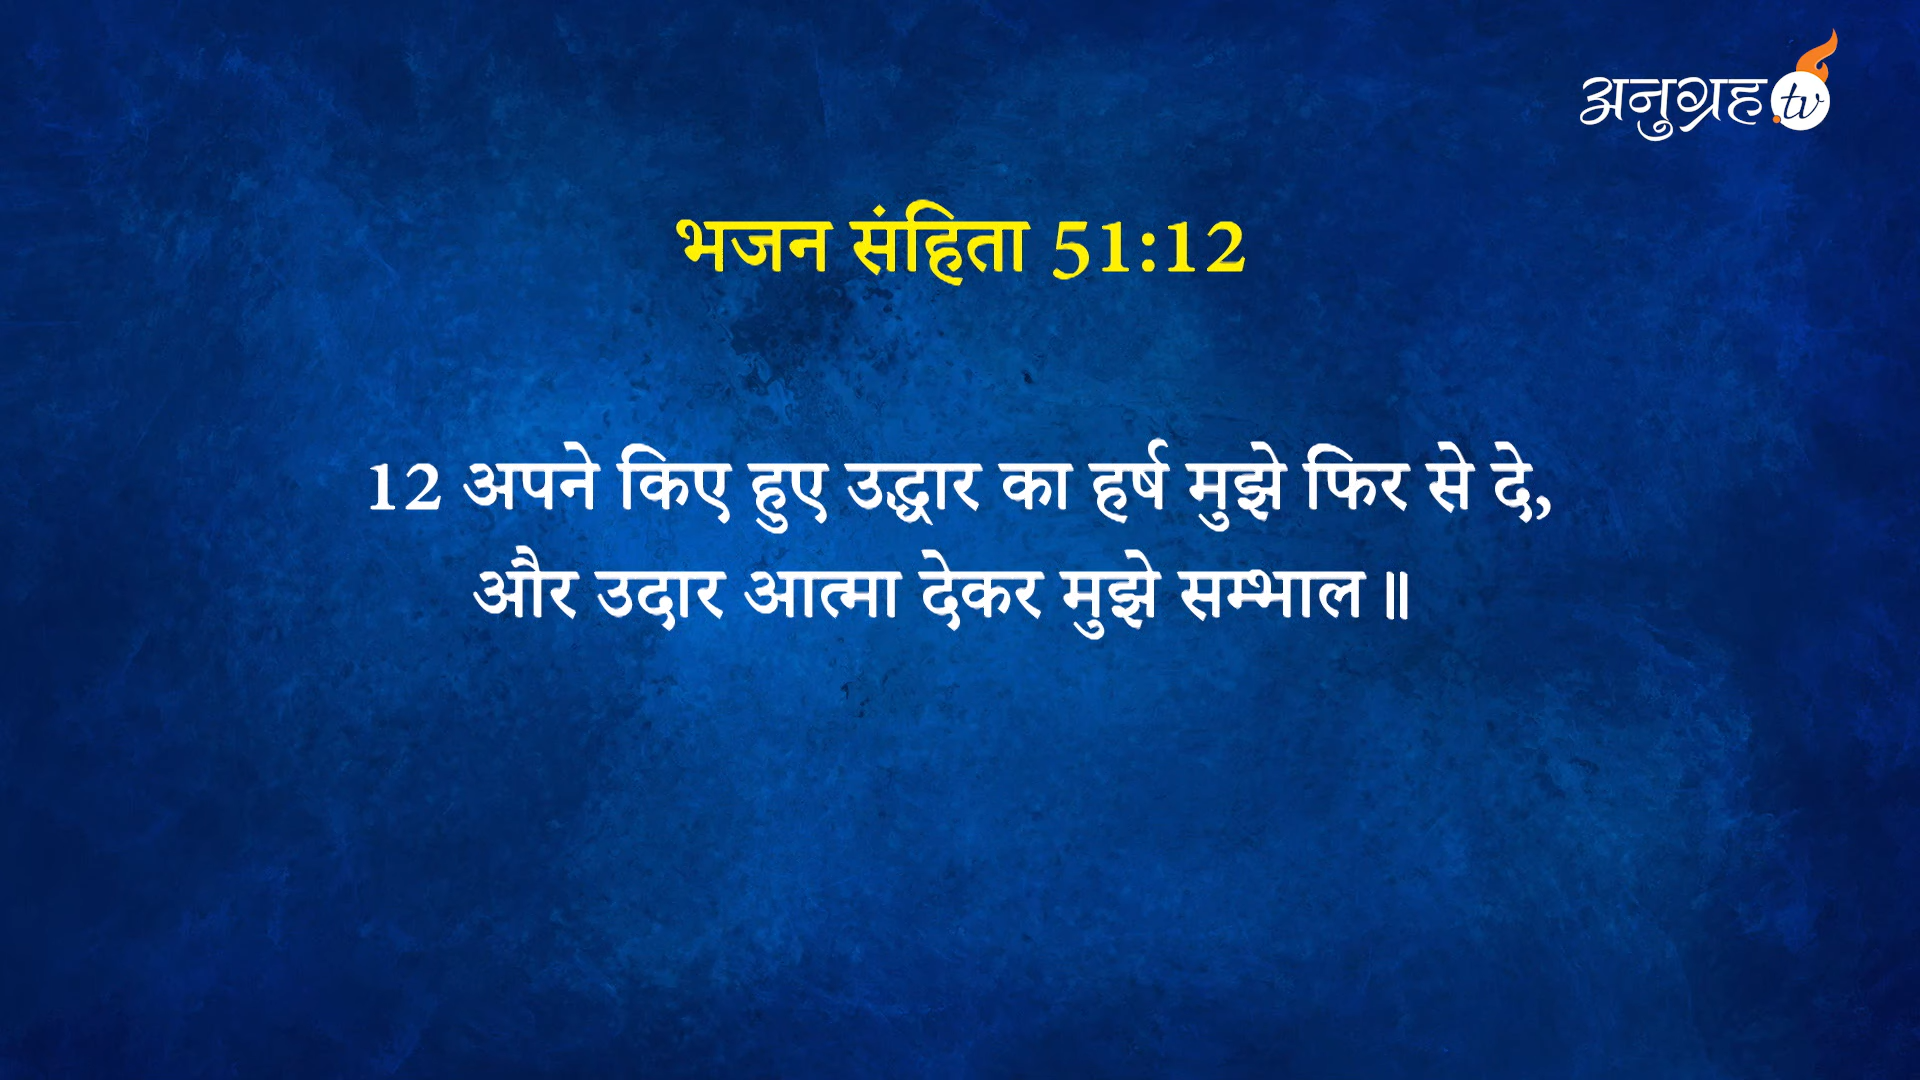 अनुग्रह.tv
भजन संहिता 51:12
12 अपने किए हुए उद्धार का हर्ष मुझे फिर से दे,
और उदार आत्मा देकर मुझे सम्भाल॥